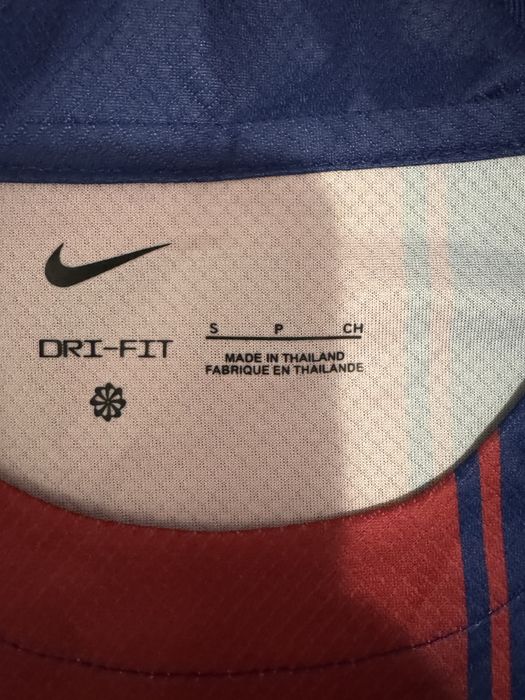 DRI-FIT
S P CH
MADE IN THAILAND
FABRIQUE EN THAILANDE